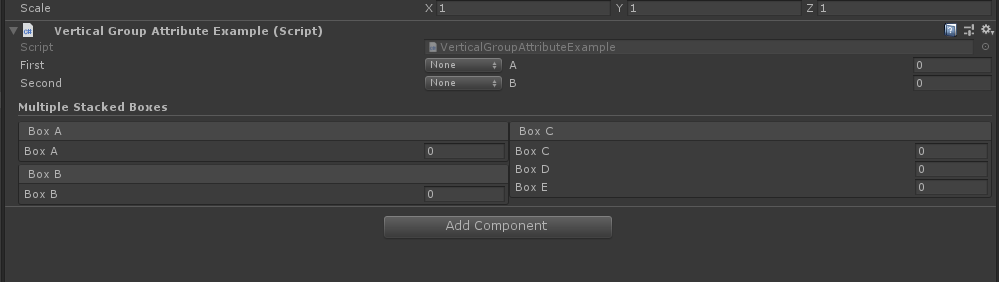 Scale X 1 Y 1 Z 1
C# Vertical Group Attribute Example (Script)
Script VerticalGroupAttributeExample
First None A 0
Second None B 0
Multiple Stacked Boxes
Box A
Box A 0
Box B
Box B 0
Box C
Box C 0
Box D 0
Box E 0
Add Component